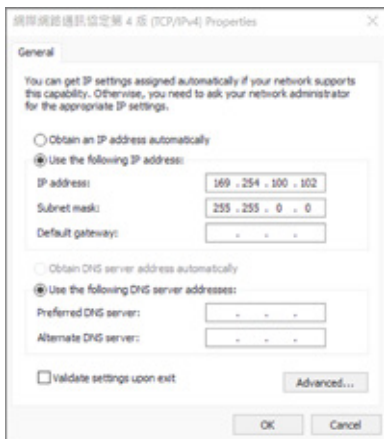 網際網路通訊協定第 4 版 (TCP/IPv4) Properties
General
You can get IP settings assigned automatically if your network supports
this capability. Otherwise, you need to ask your network administrator
for the appropriate IP settings.
Obtain an IP address automatically
Use the following IP address:
IP address: 169 . 254 . 100 . 102
Subnet mask: 255 . 255 . 0 . 0
Default gateway: . . .
Obtain DNS server address automatically
Use the following DNS server addresses:
Preferred DNS server: . . .
Alternate DNS server: . . .
Validate settings upon exit
Advanced...
OK Cancel